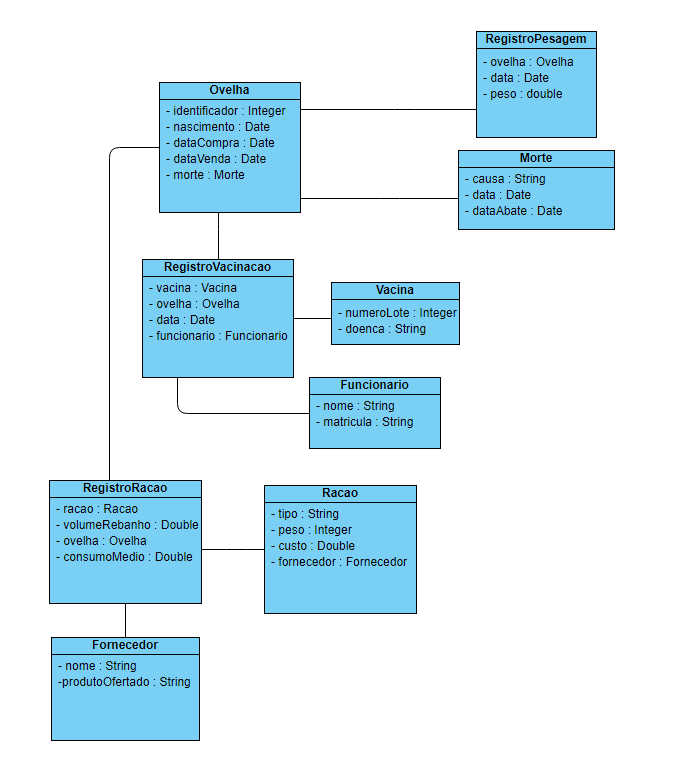 RegistroPesagem
- ovelha : Ovelha
- data : Date
- peso : double
Ovelha
- identificador : Integer
- nascimento : Date
- dataCompra : Date
- dataVenda : Date
- morte : Morte
Morte
- causa : String
- data : Date
- dataAbate : Date
RegistroVacinacao
- vacina : Vacina
- ovelha : Ovelha
- data : Date
- funcionario : Funcionario
Vacina
- numeroLote : Integer
- doenca : String
Funcionário
- nome : String
- matricula : String
RegistroRacao
- racao : Racao
- volumeRebanho : Double
- ovelha : Ovelha
- consumoMedio : Double
Racao
- tipo : String
- peso : Integer
- custo : Double
- fornecedor : Fornecedor
Fornecedor
- nome : String
-produtoOfertado : String